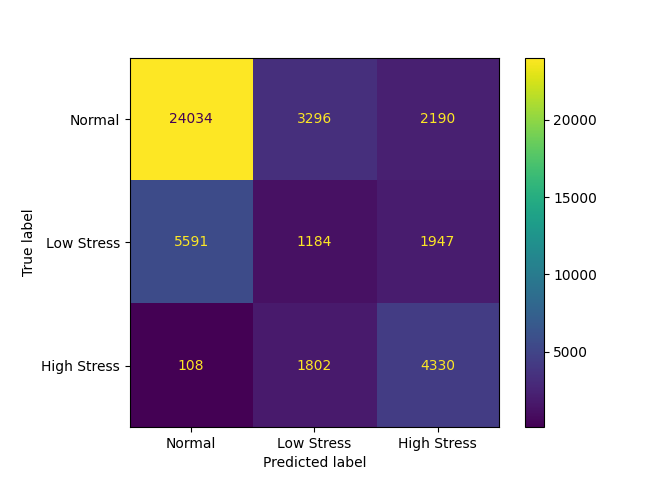 Normal 24034 3296 2190
Low Stress 5591 1184 1947
High Stress 108 1802 4330
Normal Low Stress High Stress
Predicted label
True label
20000
15000
10000
5000